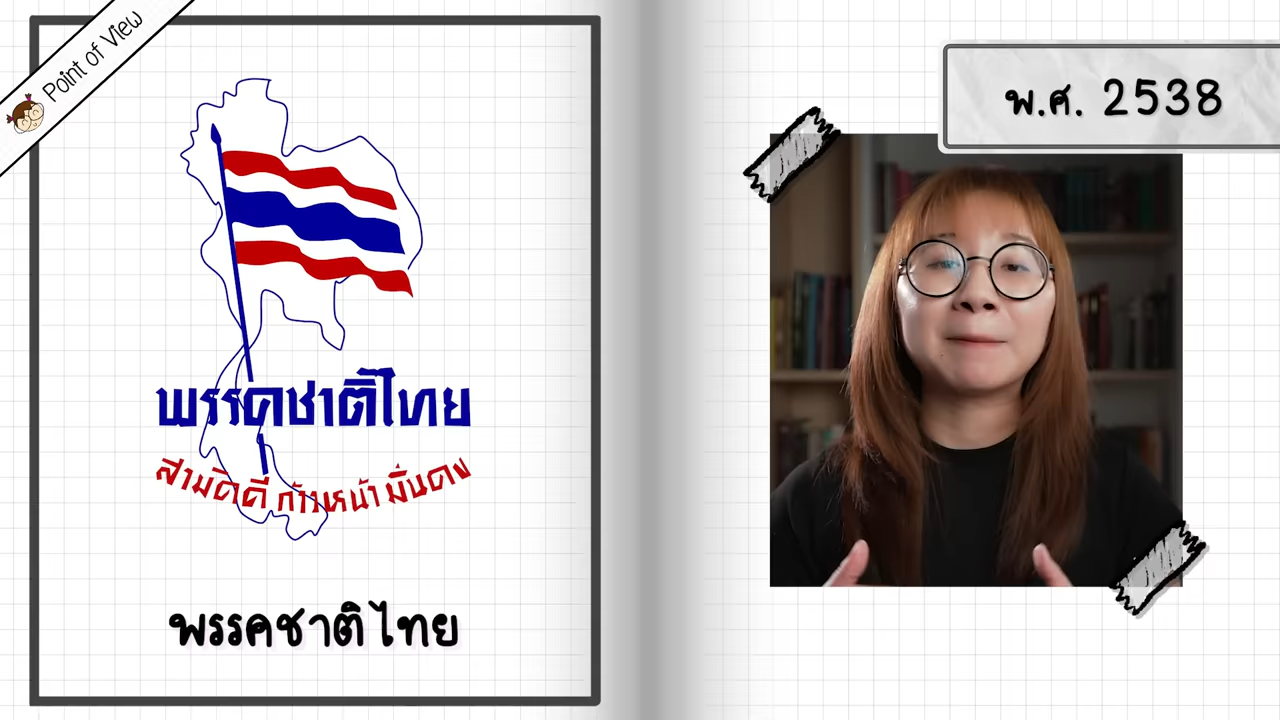 Point of View
พ.ศ. 2538
พรรคชาติไทย
สามัคคี ก้าวหน้า มั่นคง
พรรคชาติไทย